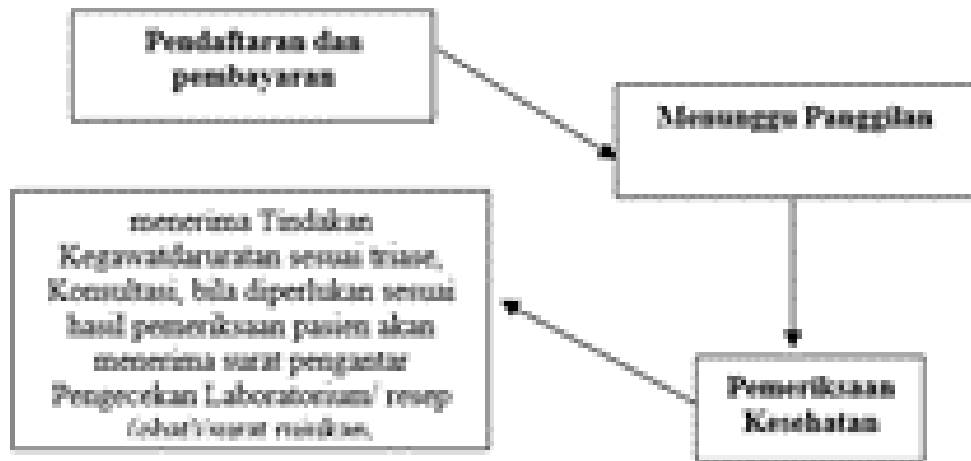 Pendaftaran dan
pembayaran
Menunggu Panggilan
Pemeriksaan
Kesehatan
menerima Tindakan
Kegawatdaruratan sesuai triase,
Konsultasi, bila diperlukan sesuai
hasil pemeriksaan pasien akan
menerima surat pengantar
Pengecekan Laboratorium/ resep
(obat)/surat rujukan.